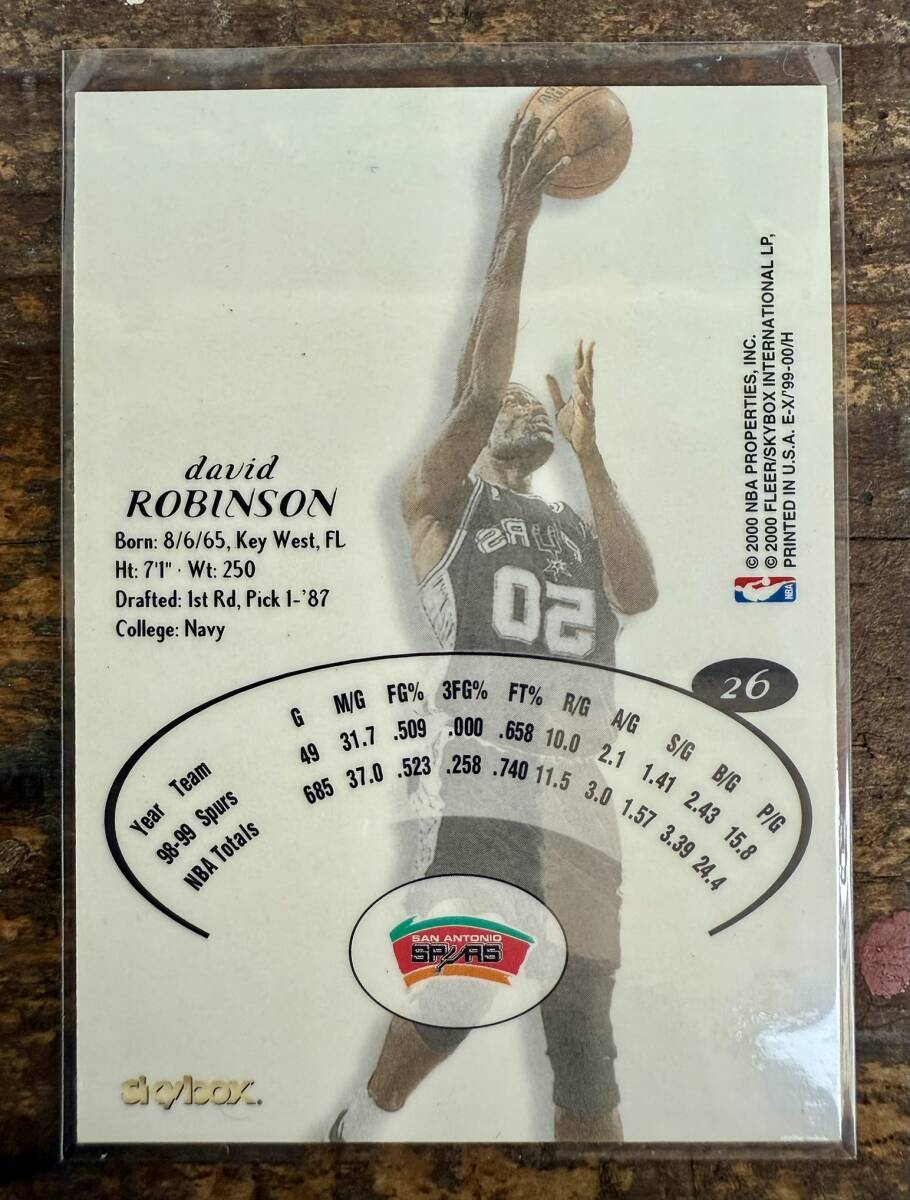 david
ROBINSON
Born: 8/6/65, Key West, FL
Ht: 7'1" · Wt: 250
Drafted: 1st Rd, Pick 1-'87
College: Navy
© 2000 NBA PROPERTIES, INC.
© 2000 FLEER/SKYBOX INTERNATIONAL LP,
PRINTED IN U.S.A. E-X/'99-00/H
NBA
SPURS
50
26
Year Team G M/G FG% 3FG% FT% R/G A/G S/G B/G P/G
98-99 Spurs 49 31.7 .509 .000 .658 10.0 2.1 1.41 2.43 15.8
NBA Totals 685 37.0 .523 .258 .740 11.5 3.0 1.57 3.39 24.4
SAN ANTONIO
SPURS
skybox